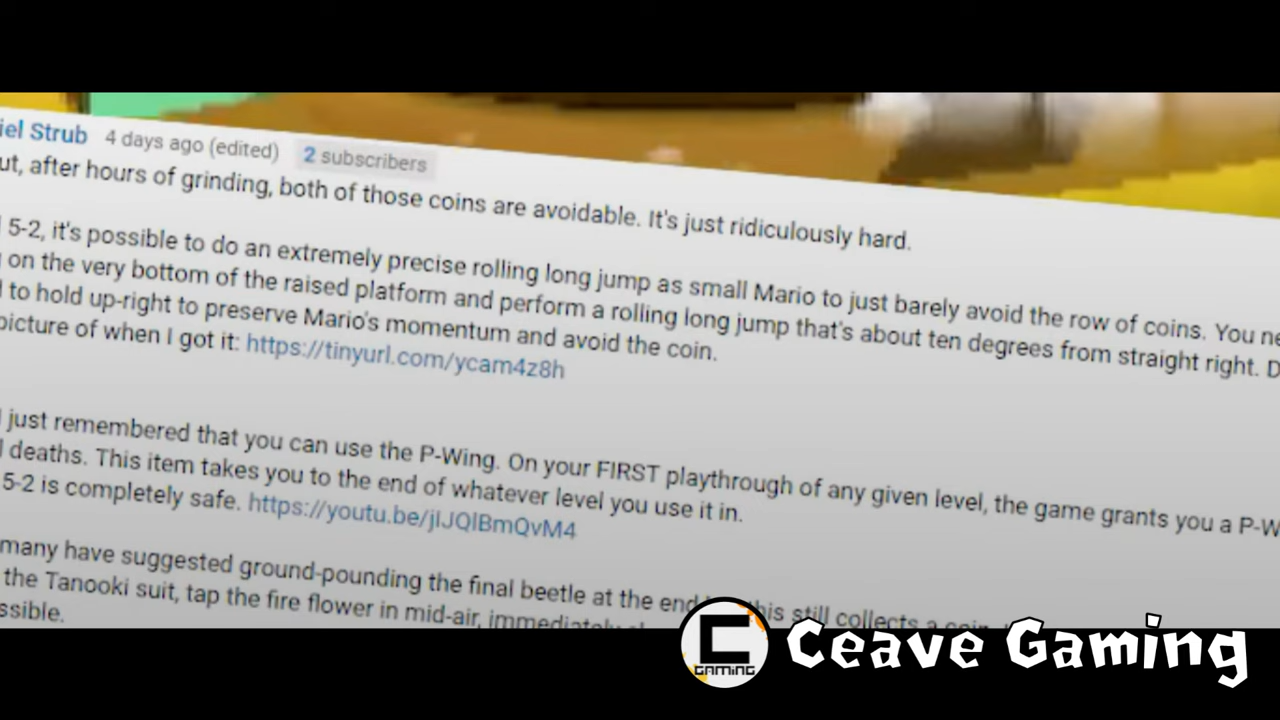 iel Strub 4 days ago (edited) 2 subscribers
ut, after hours of grinding, both of those coins are avoidable. It's just ridiculously hard.
5-2, it's possible to do an extremely precise rolling long jump as small Mario to just barely avoid the row of coins. You ne
on the very bottom of the raised platform and perform a rolling long jump that's about ten degrees from straight right. D
to hold up-right to preserve Mario's momentum and avoid the coin.
picture of when I got it: https://tinyurl.com/ycam4z8h
just remembered that you can use the P-Wing. On your FIRST playthrough of any given level, the game grants you a P-W
deaths. This item takes you to the end of whatever level you use it in.
5-2 is completely safe. https://youtu.be/jIJQlBmQvM4
many have suggested ground-pounding the final beetle at the end this still collects a coin
the Tanooki suit, tap the fire flower in mid-air, immediately
ssible.
C GAMING
Ceave Gaming